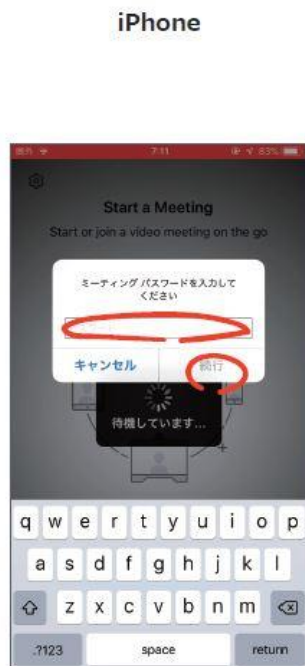 iPhone
圏外 7:11 83%
Start a Meeting
Start or join a video meeting on the go
ミーティング パスワードを入力して
ください
キャンセル 続行
待機しています...
q w e r t y u i o p
a s d f g h j k l
z x c v b n m
.?123 space return